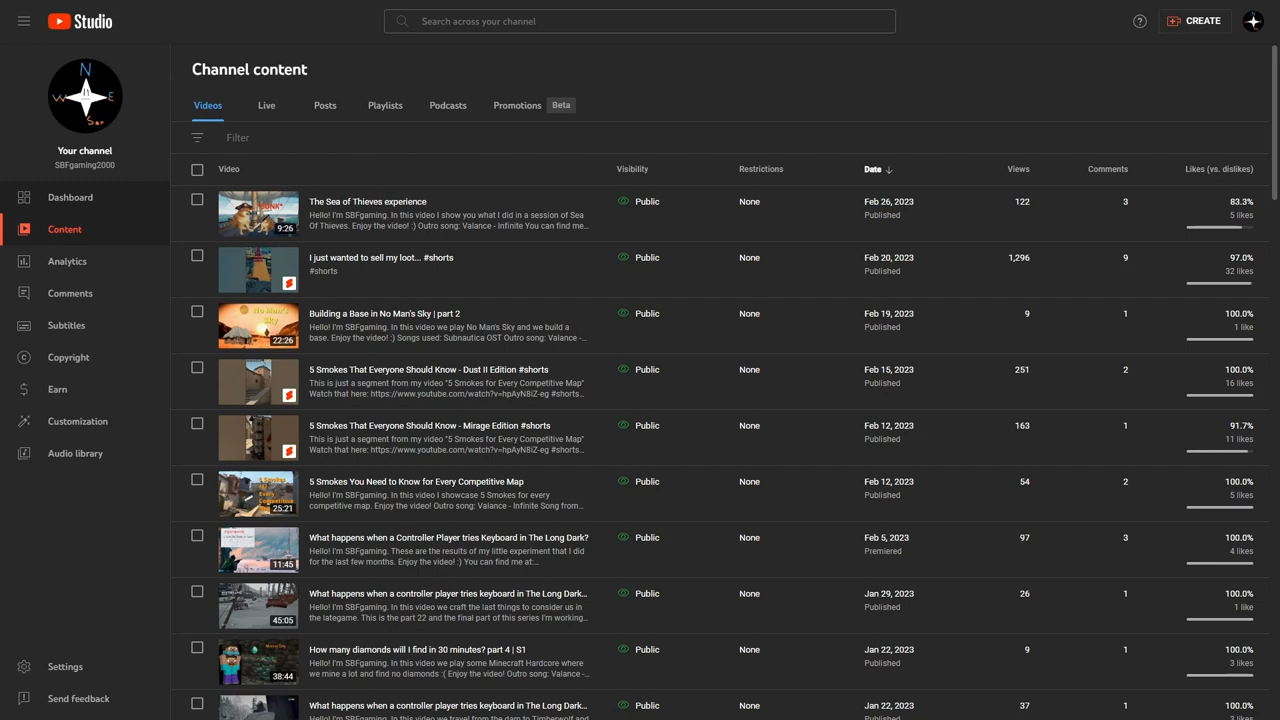 Studio
Search across your channel
CREATE
N
W E
Your channel
SBFgaming2000
Dashboard
Content
Analytics
Comments
Subtitles
Copyright
Earn
Customization
Audio library
Settings
Send feedback
Channel content
Videos Live Posts Playlists Podcasts Promotions Beta
Filter
Video Visibility Restrictions Date Views Comments Likes (vs. dislikes)
The Sea of Thieves experience Public None Feb 26, 2023 122 3 83.3%
Hello! I'm SBFgaming. In this video I show you what I did in a session of Sea Published 5 likes
Of Thieves. Enjoy the video! :) Outro song: Valance - Infinite You can find me...
9:26
I just wanted to sell my loot... #shorts Public None Feb 20, 2023 1,296 9 97.0%
#shorts Published 32 likes
Building a Base in No Man's Sky | part 2 Public None Feb 19, 2023 9 1 100.0%
Hello! I'm SBFgaming. In this video we play No Man's Sky and we build a Published 1 like
base. Enjoy the video! :) Songs used: Subnautica OST Outro song: Valance -...
No Man's
Sky
22:26
5 Smokes That Everyone Should Know - Dust II Edition #shorts Public None Feb 15, 2023 251 2 100.0%
This is just a segment from my video "5 Smokes for Every Competitive Map" Published 16 likes
Watch that here: https://www.youtube.com/watch?v=hpAyN8iZ-eg #shorts...
5 Smokes That Everyone Should Know - Mirage Edition #shorts Public None Feb 12, 2023 163 1 91.7%
This is just a segment from my video "5 Smokes for Every Competitive Map" Published 11 likes
Watch that here: https://www.youtube.com/watch?v=hpAyN8iZ-eg #shorts...
5 Smokes You Need to Know for Every Competitive Map Public None Feb 12, 2023 54 2 100.0%
Hello! I'm SBFgaming. In this video I showcase 5 Smokes for every Published 5 likes
competitive map. Enjoy the video! Outro song: Valance - Infinite Song from...
25:21
What happens when a Controller Player tries Keyboard in The Long Dark? Public None Feb 5, 2023 97 3 100.0%
Hello! I'm SBFgaming. These are the results of my little experiment that I did Premiered 4 likes
for the last few months. Enjoy the video! :) You can find me at:...
11:45
What happens when a controller player tries keyboard in The Long Dark... Public None Jan 29, 2023 26 1 100.0%
Hello! I'm SBFgaming. In this video we craft the last things to consider us in Published 1 like
the lategame. This is the part 22 and the final part of this series I'm working...
45:05
How many diamonds will I find in 30 minutes? part 4 | S1 Public None Jan 22, 2023 9 1 100.0%
Hello! I'm SBFgaming. In this video we play some Minecraft Hardcore where Published 3 likes
we mine a lot and find no diamonds :( Enjoy the video! Outro song: Valance -...
38:44
What happens when a controller player tries keyboard in The Long Dark... Public None Jan 22, 2023 37 1 100.0%
Hello! I'm SBFgaming. In this video we travel from the dam to Timberwolf and Published 3 likes